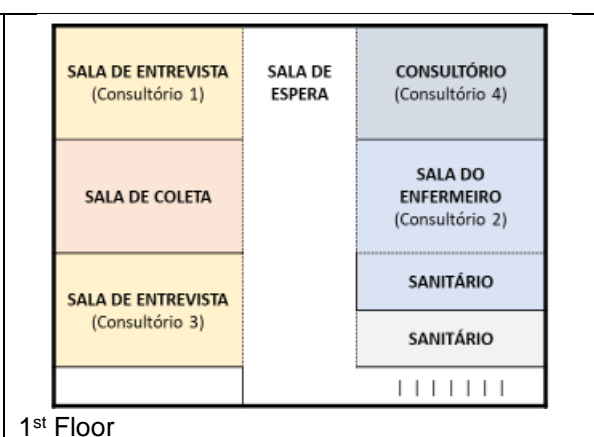 SALA DE ENTREVISTA
(Consultório 1)
SALA DE
ESPERA
CONSULTÓRIO
(Consultório 4)
SALA DE COLETA
SALA DO
ENFERMEIRO
(Consultório 2)
SALA DE ENTREVISTA
(Consultório 3)
SANITÁRIO
SANITÁRIO
1st Floor